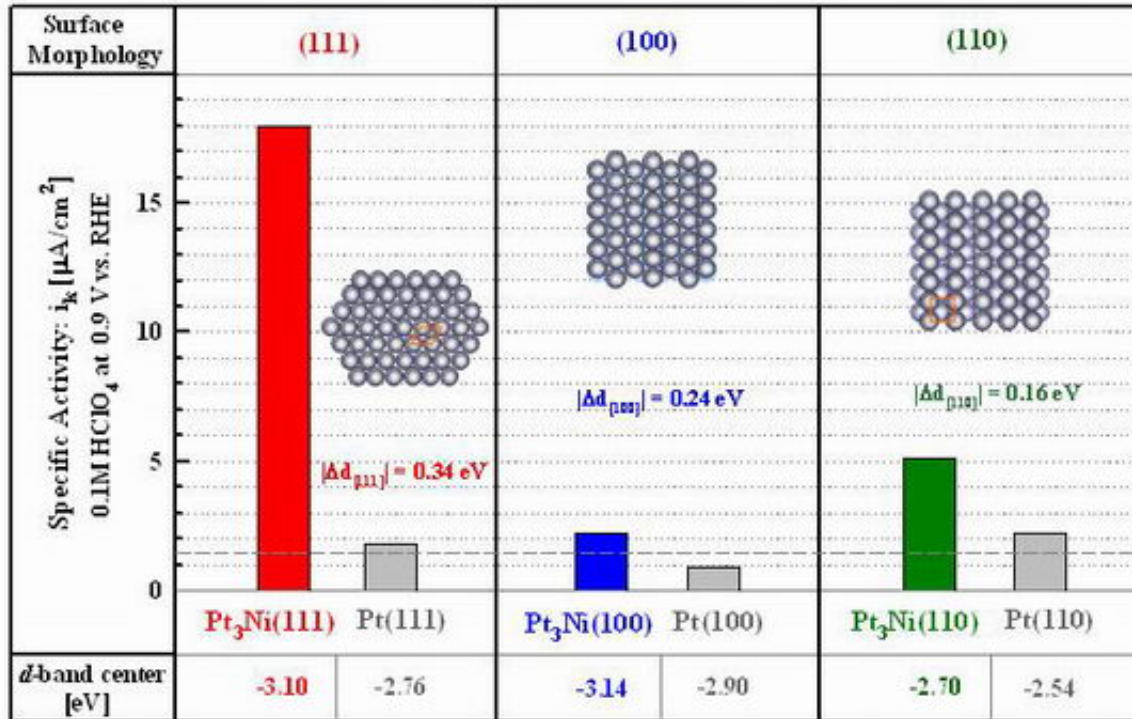 Surface
Morphology
(111)
(100)
(110)
Specific Activity: iₖ [μA/cm²]
0.1M HClO₄ at 0.9 V vs. RHE
15
10
5
0
|Δd[111]| = 0.34 eV
|Δd[100]| = 0.24 eV
|Δd[110]| = 0.16 eV
Pt₃Ni(111)
Pt(111)
Pt₃Ni(100)
Pt(100)
Pt₃Ni(110)
Pt(110)
d-band center
[eV]
-3.10
-2.76
-3.14
-2.90
-2.70
-2.54